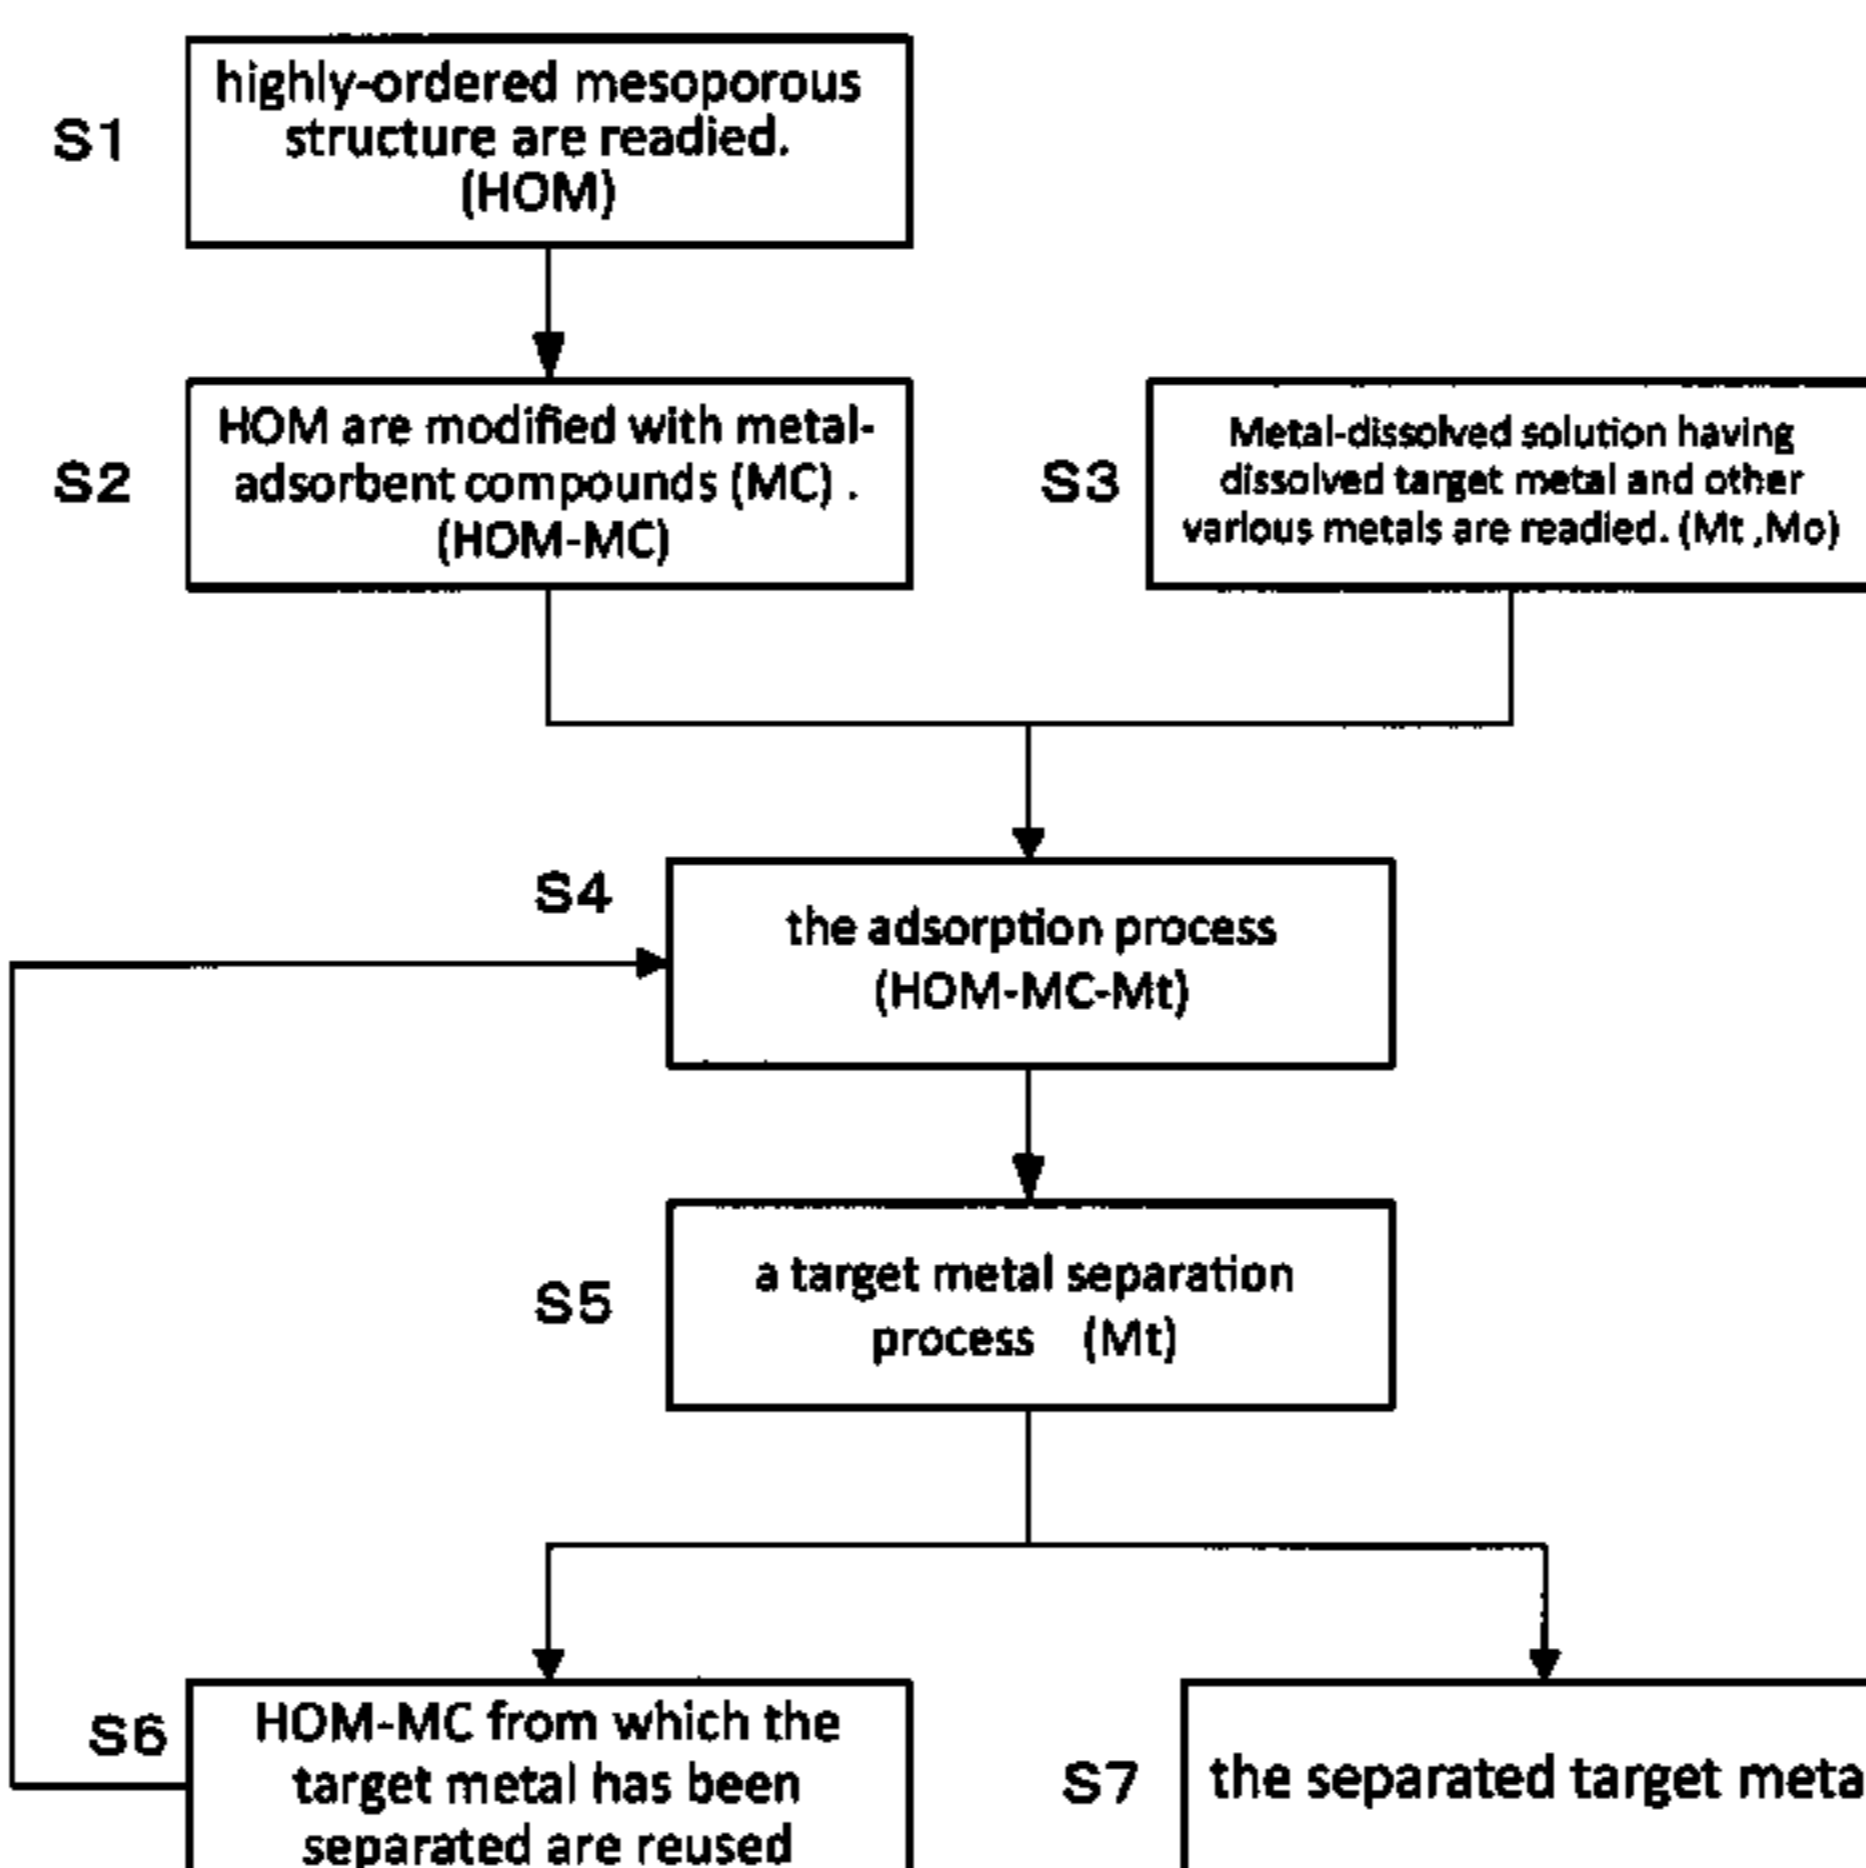 S1
highly-ordered mesoporous
structure are readied.
(HOM)
S2
HOM are modified with metal-
adsorbent compounds (MC) .
(HOM-MC)
S3
Metal-dissolved solution having
dissolved target metal and other
various metals are readied. (Mt ,Mo)
S4
the adsorption process
(HOM-MC-Mt)
S5
a target metal separation
process (Mt)
S6
HOM-MC from which the
target metal has been
separated are reused
S7
the separated target meta